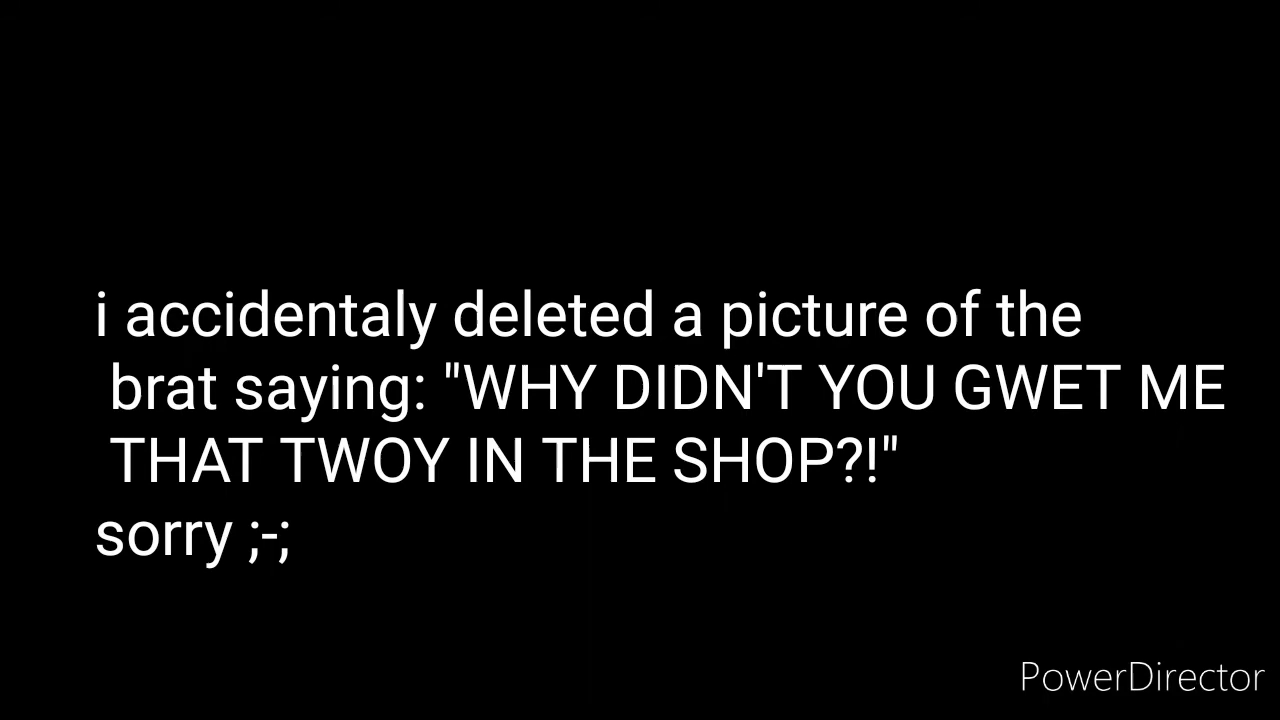 i accidentaly deleted a picture of the
brat saying: "WHY DIDN'T YOU GWET ME
THAT TWOY IN THE SHOP?!"
sorry ;-;
PowerDirector